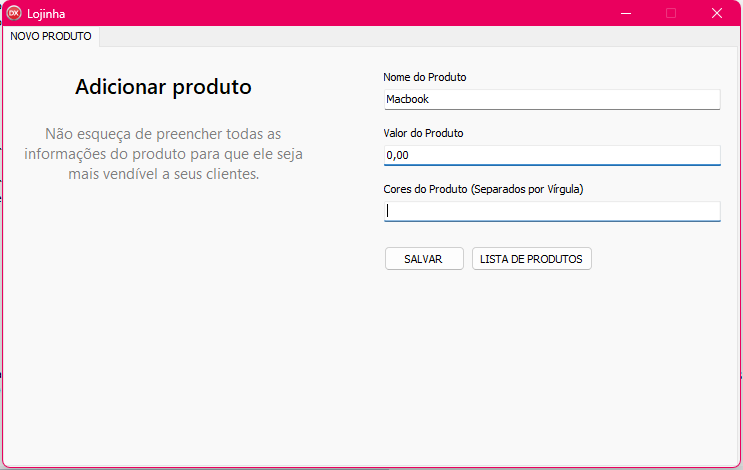 Lojinha
NOVO PRODUTO
Adicionar produto
Não esqueça de preencher todas as
informações do produto para que ele seja
mais vendível a seus clientes.
Nome do Produto
Macbook
Valor do Produto
0,00
Cores do Produto (Separados por Vírgula)
SALVAR
LISTA DE PRODUTOS